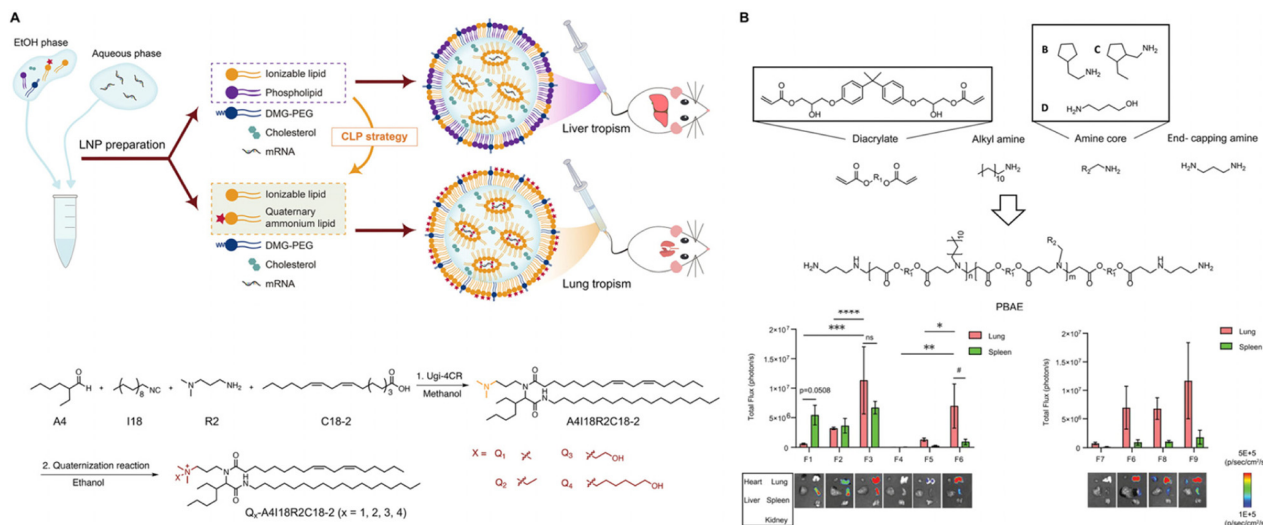 A
EtOH phase
Aqueous phase
LNP preparation
Ionizable lipid
Phospholipid
DMG-PEG
Cholesterol
mRNA
CLP strategy
Liver tropism
Ionizable lipid
Quaternary
ammonium lipid
DMG-PEG
Cholesterol
mRNA
Lung tropism
A4
I18
R2
C18-2
1. Ugi-4CR
Methanol
A4I18R2C18-2
2. Quaternization reaction
Ethanol
Qx-A4I18R2C18-2 (x = 1, 2, 3, 4)
X = Q1
Q2
Q3
Q4
B
B
C
D
Diacrylate
Alkyl amine
Amine core
End- capping amine
PBAE
Total Flux (photon/s)
2×10⁷
1.5×10⁷
1×10⁷
5×10⁶
0
p=0.0508
***
****
ns
*
**
#
Lung
Spleen
F1 F2 F3 F4 F5 F6
Heart Lung
Liver Spleen
Kidney
Total Flux (photon/s)
2×10⁷
1.5×10⁷
1×10⁷
5×10⁶
0
Lung
Spleen
F7 F6 F8 F9
5E+5
(p/sec/cm²/s)
1E+5
(p/sec/cm²/s)